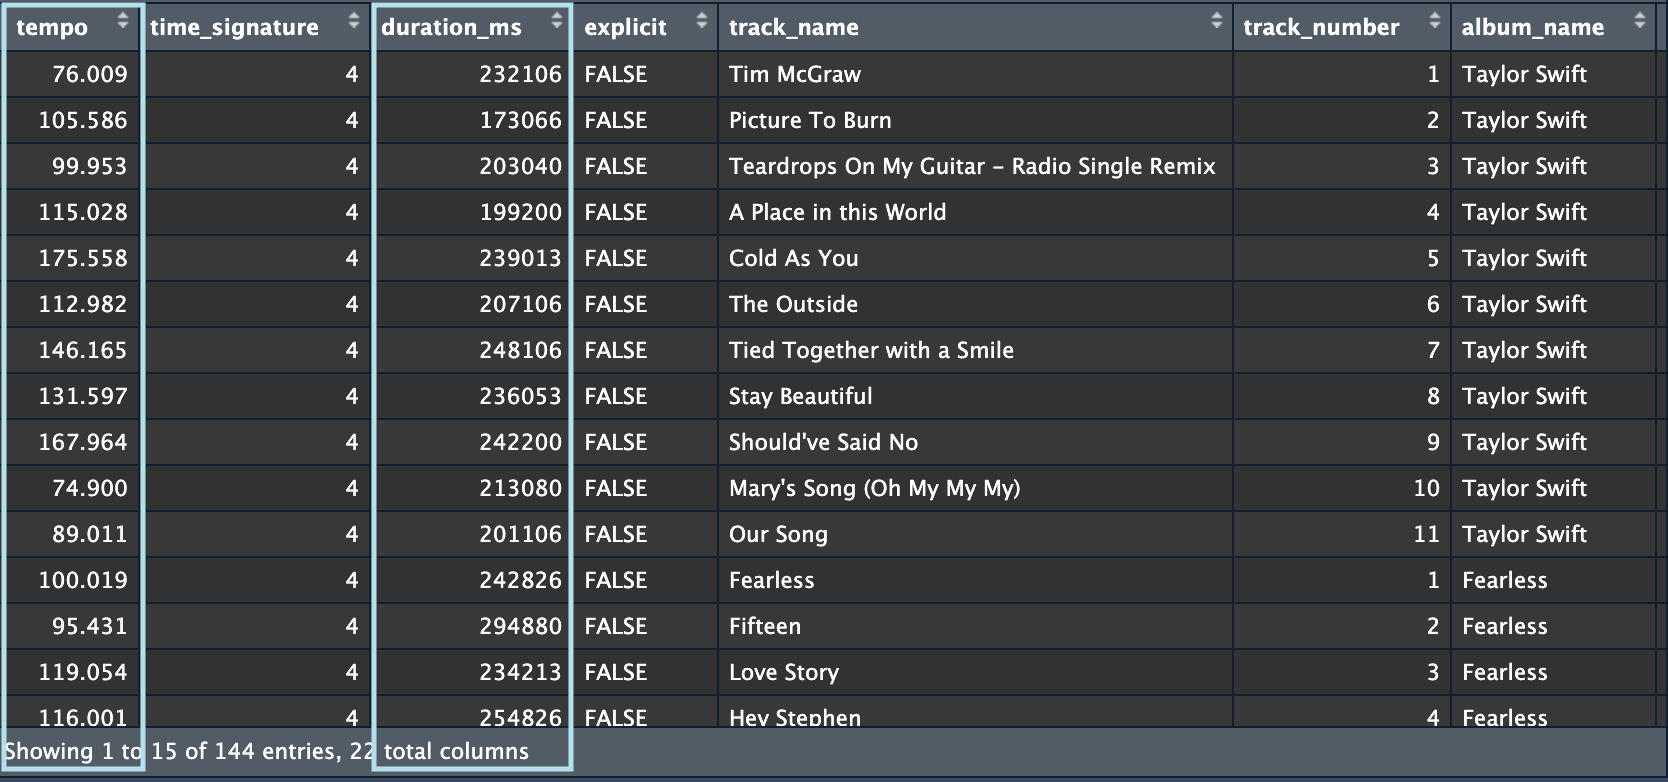 tempo time_signature duration_ms explicit track_name track_number album_name
76.009 4 232106 FALSE Tim McGraw 1 Taylor Swift
105.586 4 173066 FALSE Picture To Burn 2 Taylor Swift
99.953 4 203040 FALSE Teardrops On My Guitar – Radio Single Remix 3 Taylor Swift
115.028 4 199200 FALSE A Place in this World 4 Taylor Swift
175.558 4 239013 FALSE Cold As You 5 Taylor Swift
112.982 4 207106 FALSE The Outside 6 Taylor Swift
146.165 4 248106 FALSE Tied Together with a Smile 7 Taylor Swift
131.597 4 236053 FALSE Stay Beautiful 8 Taylor Swift
167.964 4 242200 FALSE Should've Said No 9 Taylor Swift
74.900 4 213080 FALSE Mary's Song (Oh My My My) 10 Taylor Swift
89.011 4 201106 FALSE Our Song 11 Taylor Swift
100.019 4 242826 FALSE Fearless 1 Fearless
95.431 4 294880 FALSE Fifteen 2 Fearless
119.054 4 234213 FALSE Love Story 3 Fearless
116.001 4 254826 FALSE Hey Stephen 4 Fearless
Showing 1 to 15 of 144 entries, 22 total columns